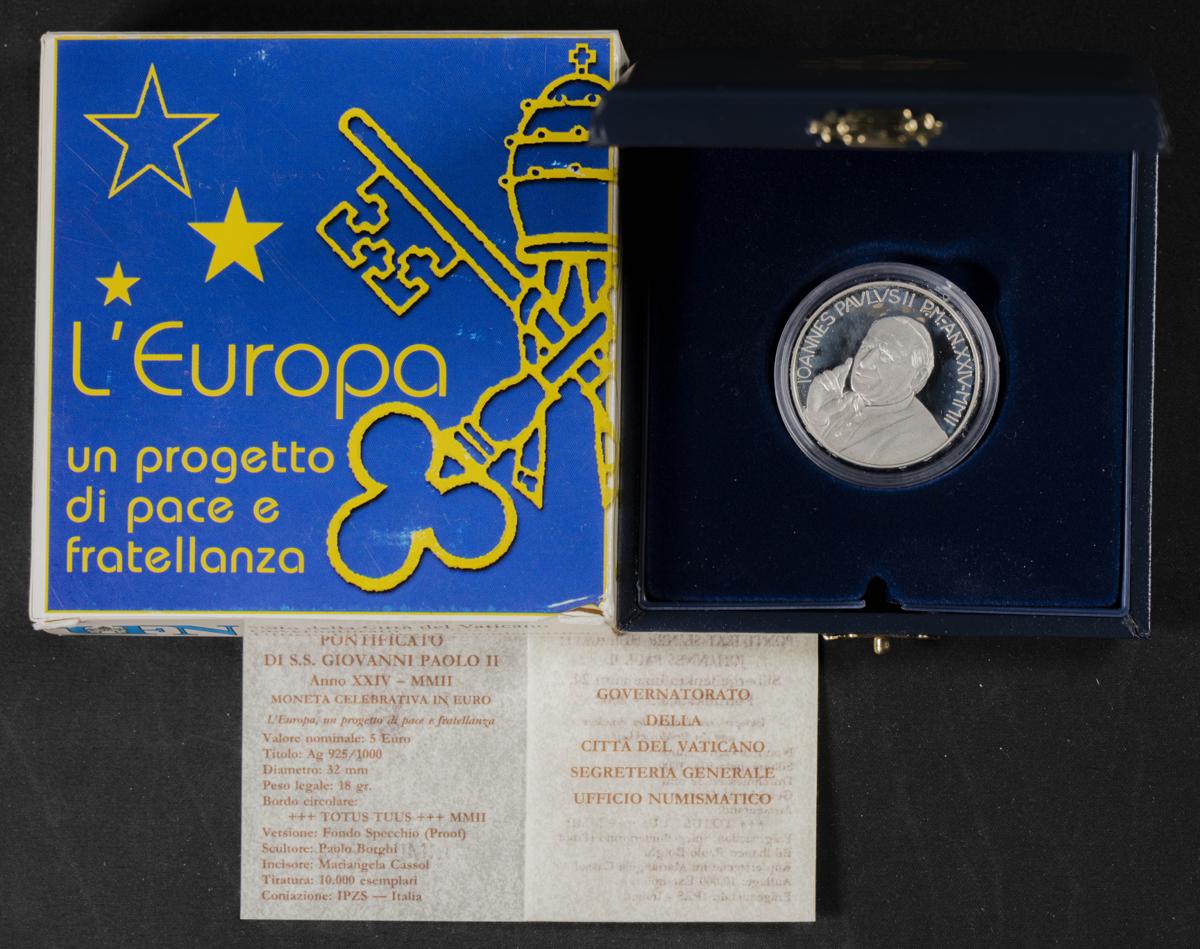 L'Europa
un progetto
di pace e
fratellanza
IOANNES PAVLVS II P.M-AN.XXIV-MMII
PONTIFICATO
DI S.S. GIOVANNI PAOLO II
Anno XXIV – MMII
MONETA CELEBRATIVA IN EURO
L'Europa, un progetto di pace e fratellanza
Valore nominale: 5 Euro
Titolo: Ag 925/1000
Diametro: 32 mm
Peso legale: 18 gr.
Bordo circolare:
+++ TOTUS TUUS +++ MMII
Versione: Fondo Specchio (Proof)
Scultore: Paolo Borghi
Incisore: Mariangela Cassol
Tiratura: 10.000 esemplari
Coniazione: IPZS — Italia
GOVERNATORATO
DELLA
CITTÀ DEL VATICANO
SEGRETERIA GENERALE
UFFICIO NUMISMATICO